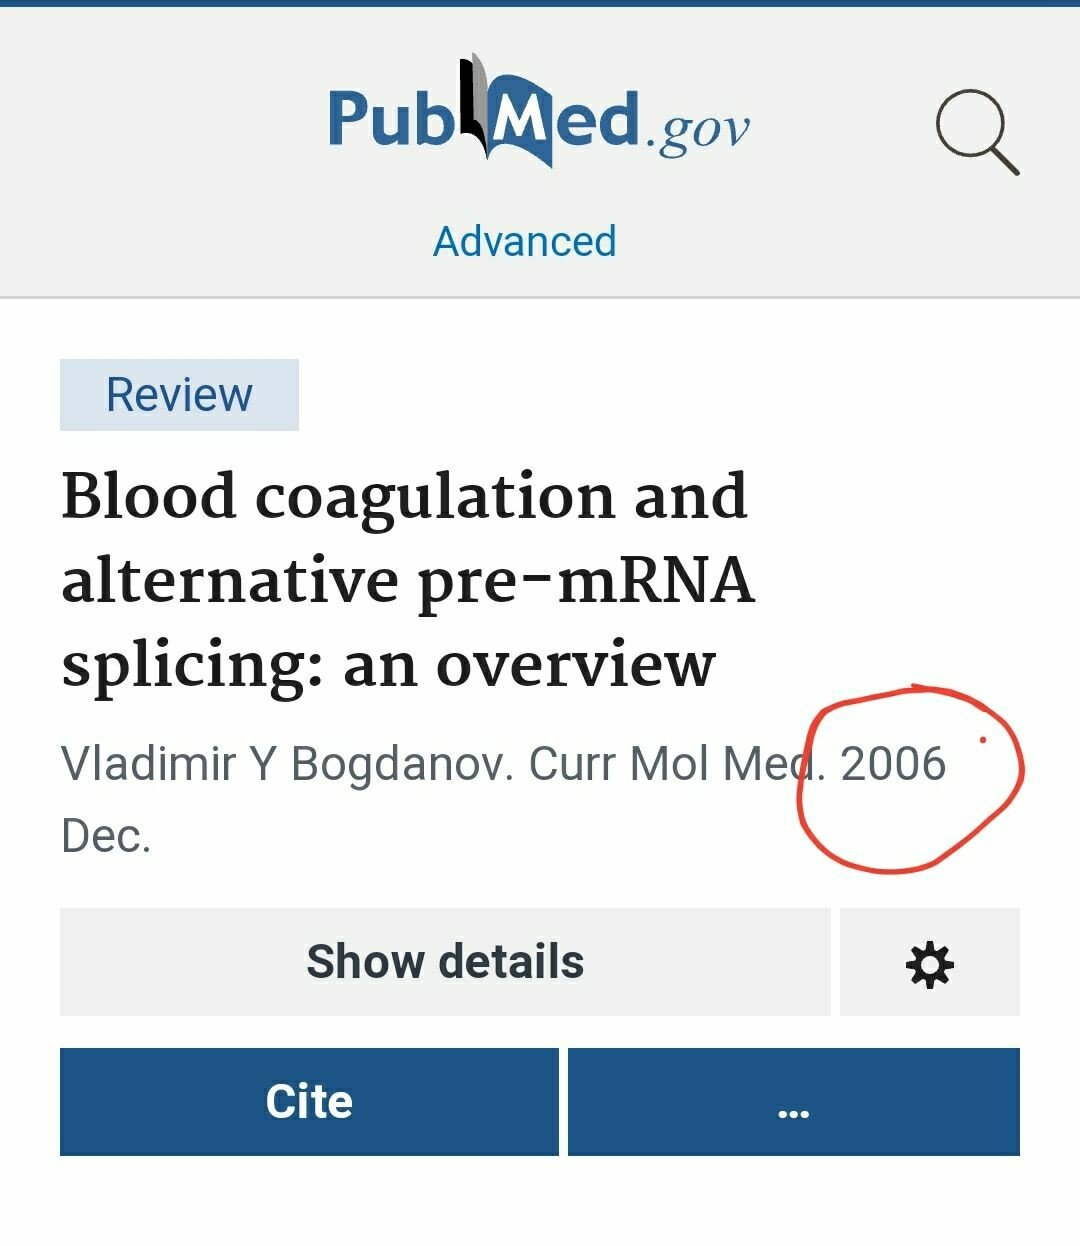 PubMed.gov
Advanced
Review
Blood coagulation and
alternative pre-mRNA
splicing: an overview
Vladimir Y Bogdanov. Curr Mol Med. 2006
Dec.
Show details
Cite
...